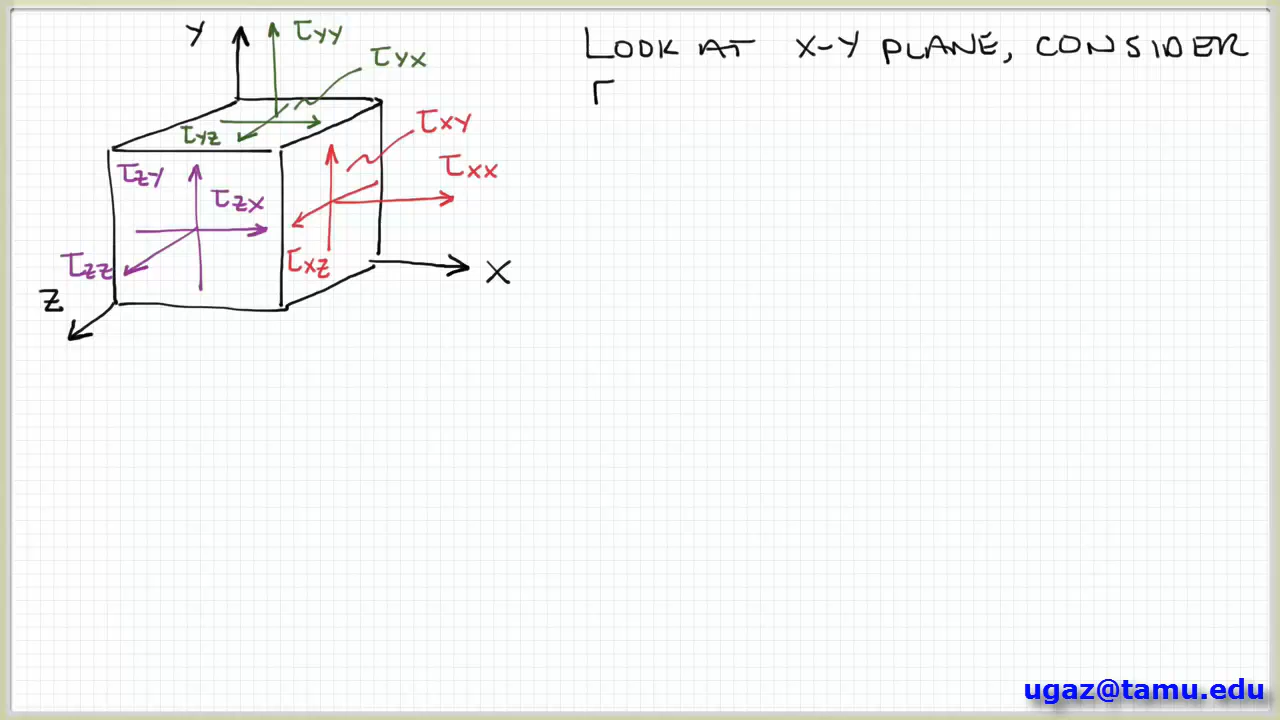 Y
τyy
τyx
τyz
τxy
τxx
τzy
τzx
τxz
τzz
Z
X
LOOK AT X-Y PLANE, CONSIDER
ugaz@tamu.edu